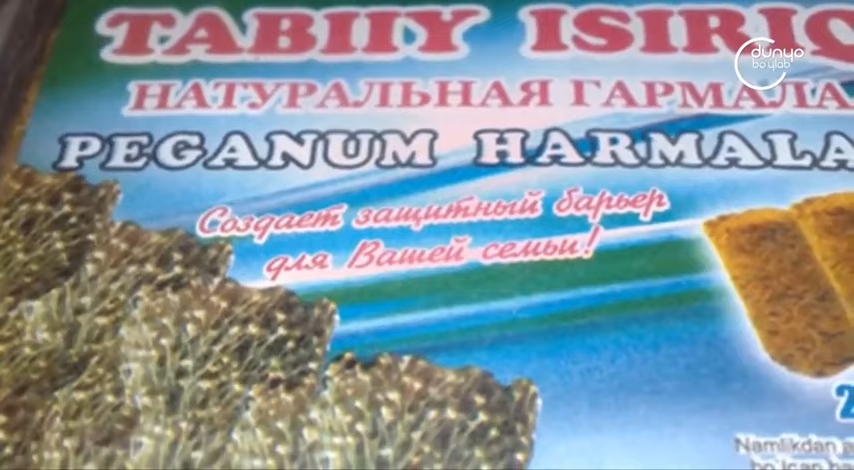 TABIIY ISIRIQ
dunyo
bo'ylab
НАТУРАЛЬНАЯ ГАРМАЛА
PEGANUM HARMALA
Создает защитный барьер
для Вашей семьи!
Namlikdan